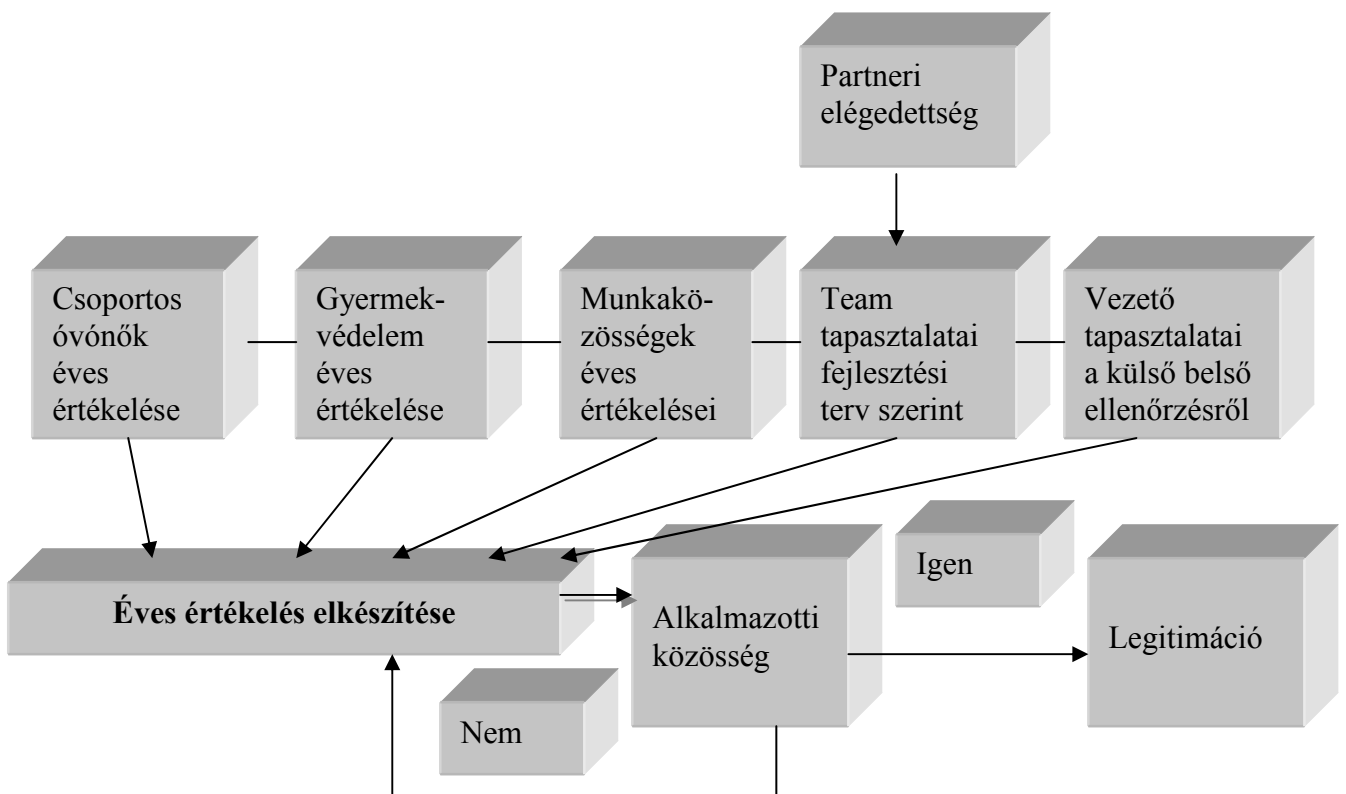 Partneri
elégedettség
Csoportos
óvónők
éves
értékelése
Gyermek-
védelem
éves
értékelése
Munkakö-
zösségek
éves
értékelései
Team
tapasztalatai
fejlesztési
terv szerint
Vezető
tapasztalatai
a külső belső
ellenőrzésről
Éves értékelés elkészítése
Alkalmazotti
közösség
Igen
Legitimáció
Nem